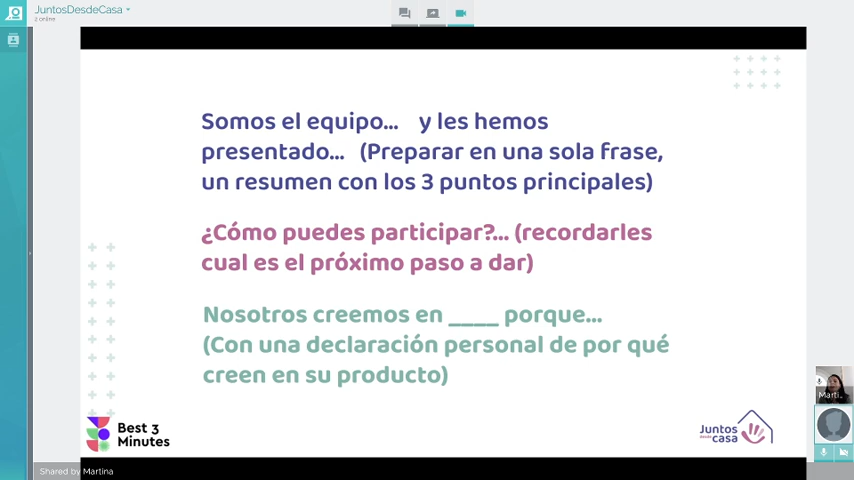 JuntosDesdeCasa
2 online
Somos el equipo... y les hemos
presentado... (Preparar en una sola frase,
un resumen con los 3 puntos principales)
¿Cómo puedes participar?... (recordarles
cual es el próximo paso a dar)
Nosotros creemos en ____ porque...
(Con una declaración personal de por qué
creen en su producto)
Best 3
Minutes
Juntos
desde
casa
Marti..
Shared by Martina